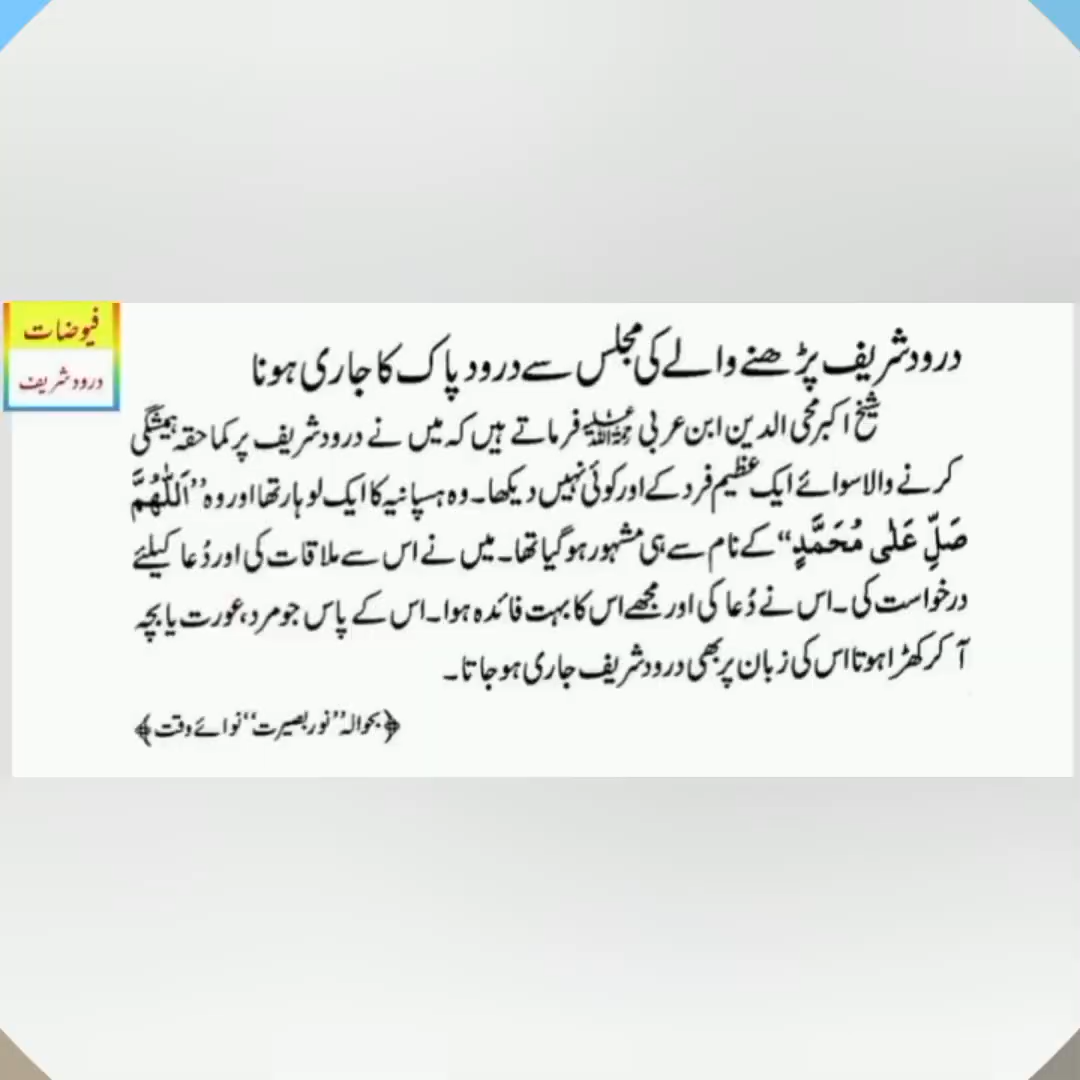 فیوضات
درود شریف
درود شریف پڑھنے والے کی مجلس سے درود پاک کا جاری ہونا
شیخ اکبر محی الدین ابن عربی رحمۃ اللہ علیہ فرماتے ہیں کہ میں نے درود شریف پر کما حقہ ہمیشگی
کرنے والا سوائے ایک عظیم فرد کے اور کوئی نہیں دیکھا۔ وہ ہسپانیہ کا ایک لوہار تھا اور وہ ’’اَللّٰهُمَّ
صَلِّ عَلٰی مُحَمَّدٍ‘‘ کے نام سے ہی مشہور ہو گیا تھا۔ میں نے اس سے ملاقات کی اور دُعا کیلئے
درخواست کی۔ اس نے دُعا کی اور مجھے اس کا بہت فائدہ ہوا۔ اس کے پاس جو مرد، عورت یا بچہ
آ کر کھڑا ہوتا اس کی زبان پر بھی درود شریف جاری ہو جاتا۔
﴿بحوالہ ’’نور بصیرت‘‘ نوائے وقت﴾